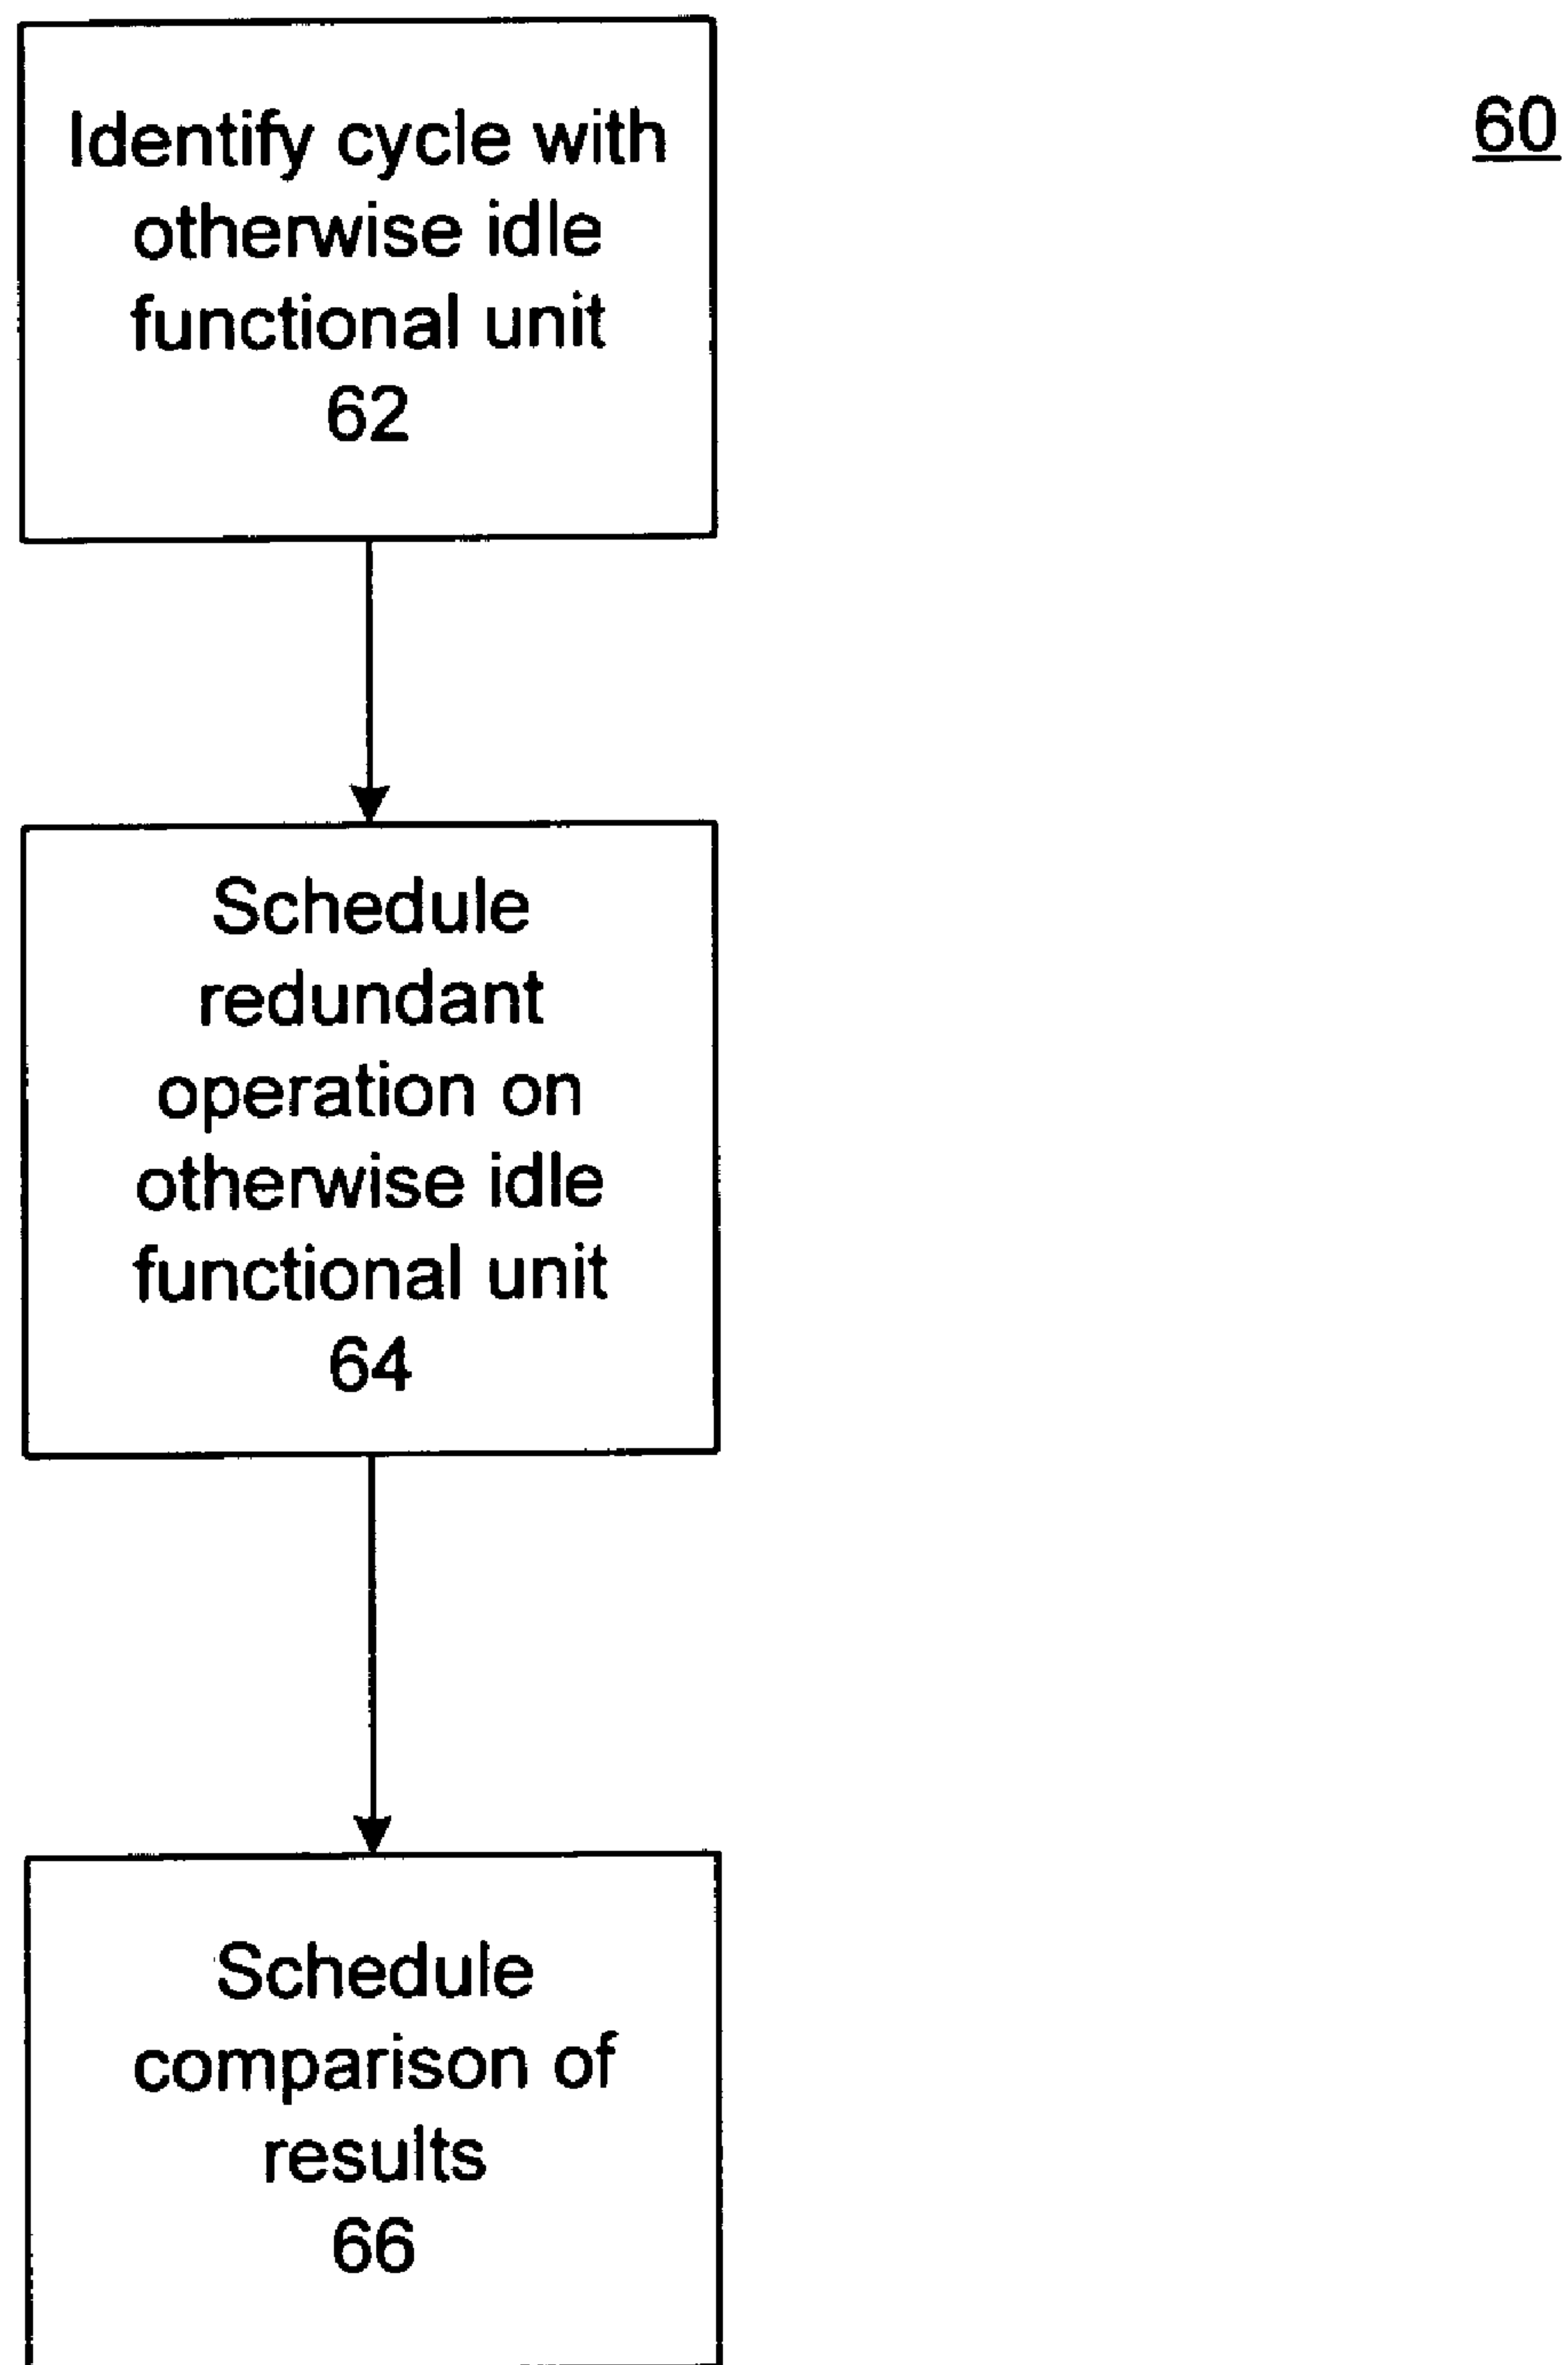 60
Identify cycle with
otherwise idle
functional unit
62
Schedule
redundant
operation on
otherwise idle
functional unit
64
Schedule
comparison of
results
66